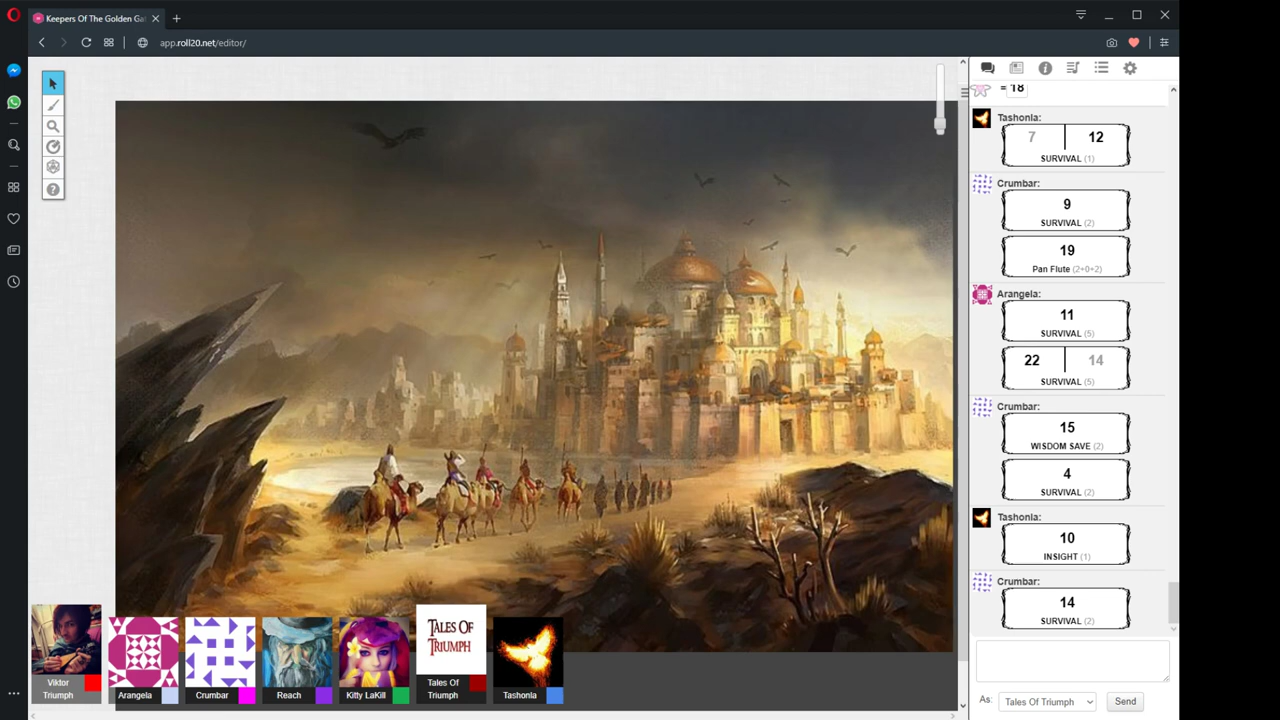 Keepers Of The Golden Ga
app.roll20.net/editor/
= 18
Tashonia:
7 12
SURVIVAL (1)
Crumbar:
9
SURVIVAL (2)
19
Pan Flute (2+0+2)
Arangela:
11
SURVIVAL (5)
22 14
SURVIVAL (5)
Crumbar:
15
WISDOM SAVE (2)
4
SURVIVAL (2)
Tashonia:
10
INSIGHT (1)
Crumbar:
14
SURVIVAL (2)
TALES OF
TRIUMPH
Viktor
Triumph
Arangela
Crumbar
Reach
Kitty LaKill
Tales Of
Triumph
Tashonia
As:
Tales Of Triumph
Send